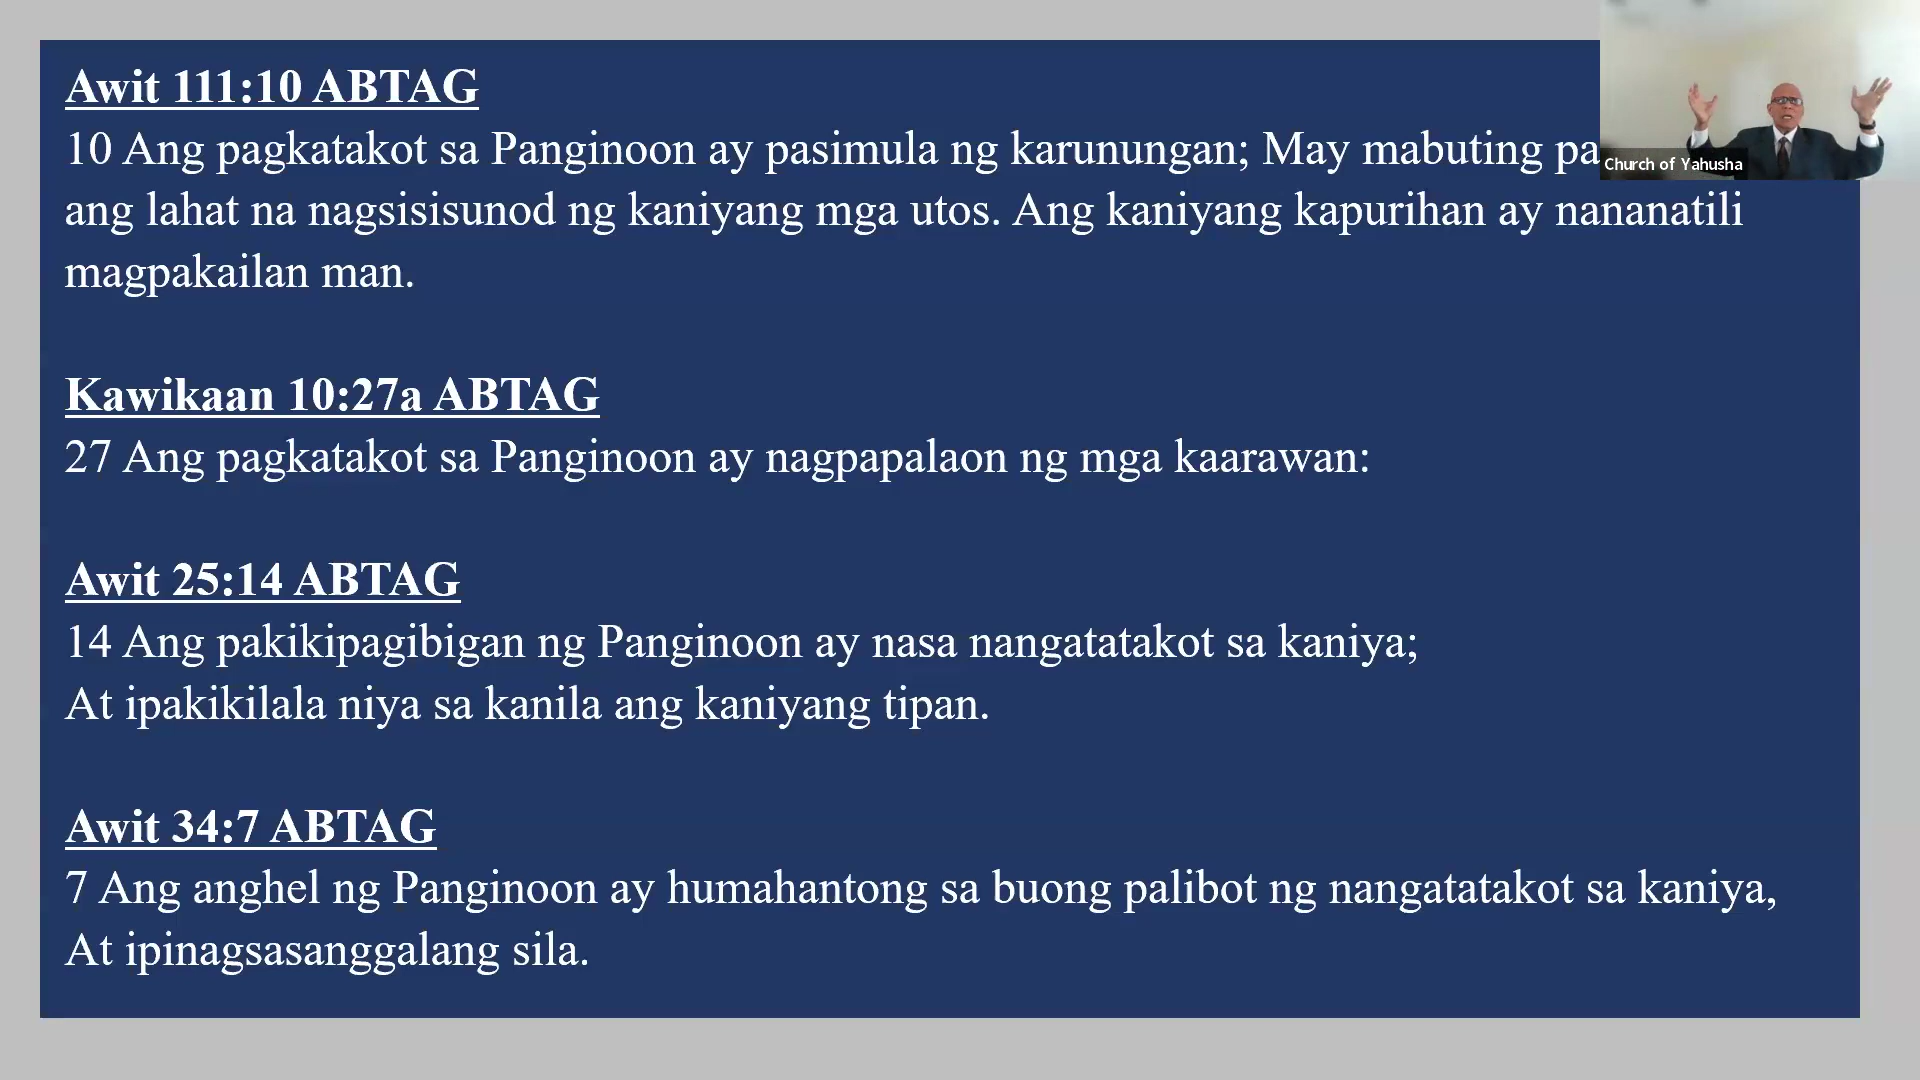 Awit 111:10 ABTAG
10 Ang pagkatakot sa Panginoon ay pasimula ng karunungan; May mabuting
ang lahat na nagsisisunod ng kaniyang mga utos. Ang kaniyang kapurihan ay nananatili
magpakailan man.
Kawikaan 10:27a ABTAG
27 Ang pagkatakot sa Panginoon ay nagpapalaon ng mga kaarawan:
Awit 25:14 ABTAG
14 Ang pakikipagibigan ng Panginoon ay nasa nangatatakot sa kaniya;
At ipakikilala niya sa kanila ang kaniyang tipan.
Awit 34:7 ABTAG
7 Ang anghel ng Panginoon ay humahantong sa buong palibot ng nangatatakot sa kaniya,
At ipinagsasanggalang sila.
Church of Yahusha